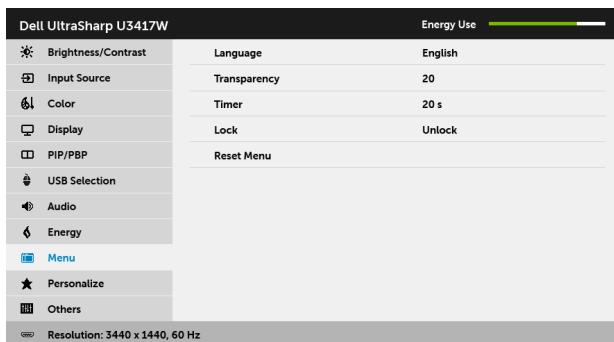 Dell UltraSharp U3417W Energy Use
Brightness/Contrast Language English
Input Source Transparency 20
Color Timer 20 s
Display Lock Unlock
PIP/PBP Reset Menu
USB Selection
Audio
Energy
Menu
Personalize
Others
Resolution: 3440 x 1440, 60 Hz